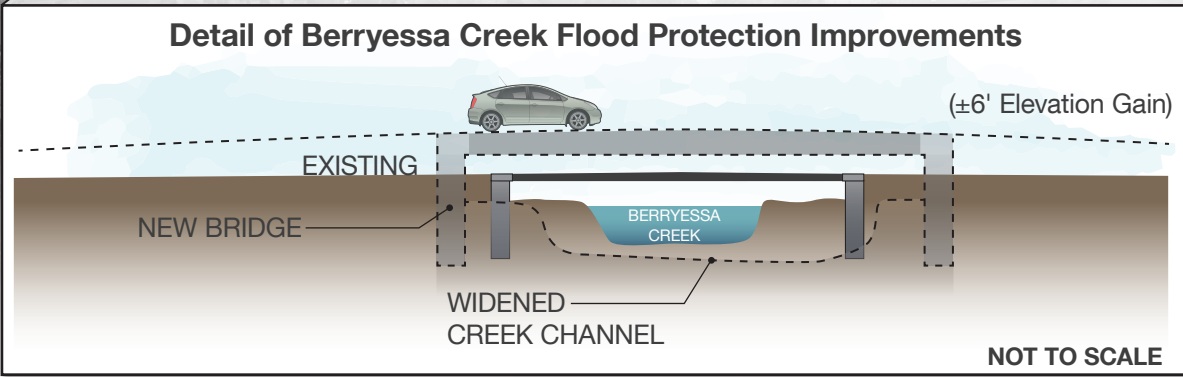 Detail of Berryessa Creek Flood Protection Improvements
(±6' Elevation Gain)
EXISTING
NEW BRIDGE
BERRYESSA
CREEK
WIDENED
CREEK CHANNEL
NOT TO SCALE